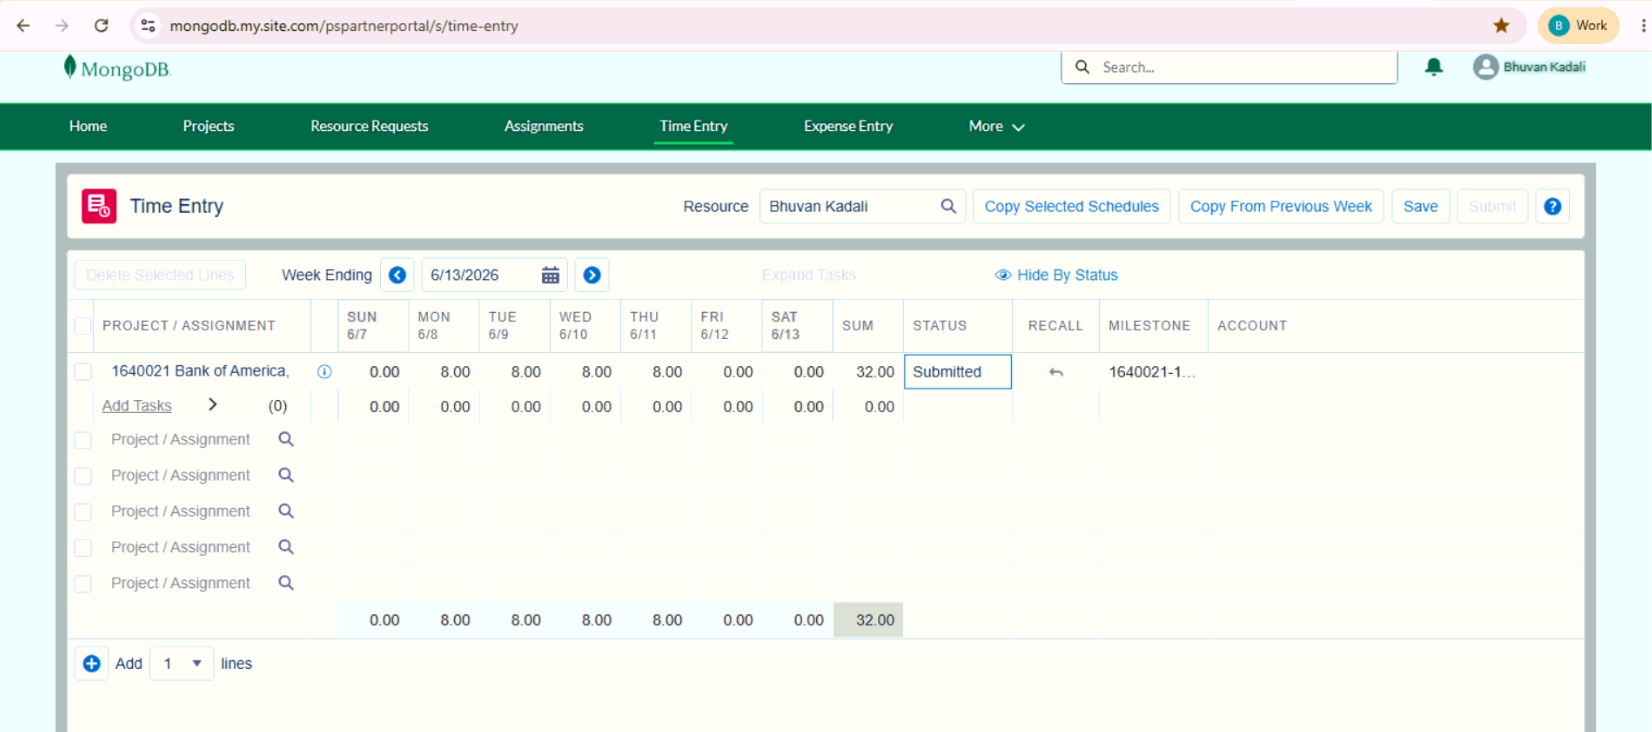 mongodb.my.site.com/pspartnerportal/s/time-entry
B Work
MongoDB.
Search...
Bhuvan Kadali
Home Projects Resource Requests Assignments Time Entry Expense Entry More
Time Entry
Resource Bhuvan Kadali Copy Selected Schedules Copy From Previous Week Save Submit ?
Delete Selected Lines Week Ending 6/13/2026 Expand Tasks Hide By Status
PROJECT / ASSIGNMENT SUN 6/7 MON 6/8 TUE 6/9 WED 6/10 THU 6/11 FRI 6/12 SAT 6/13 SUM STATUS RECALL MILESTONE ACCOUNT
1640021 Bank of America, 0.00 8.00 8.00 8.00 8.00 0.00 0.00 32.00 Submitted 1640021-1...
Add Tasks (0) 0.00 0.00 0.00 0.00 0.00 0.00 0.00 0.00
Project / Assignment
Project / Assignment
Project / Assignment
Project / Assignment
Project / Assignment
0.00 8.00 8.00 8.00 8.00 0.00 0.00 32.00
Add 1 lines